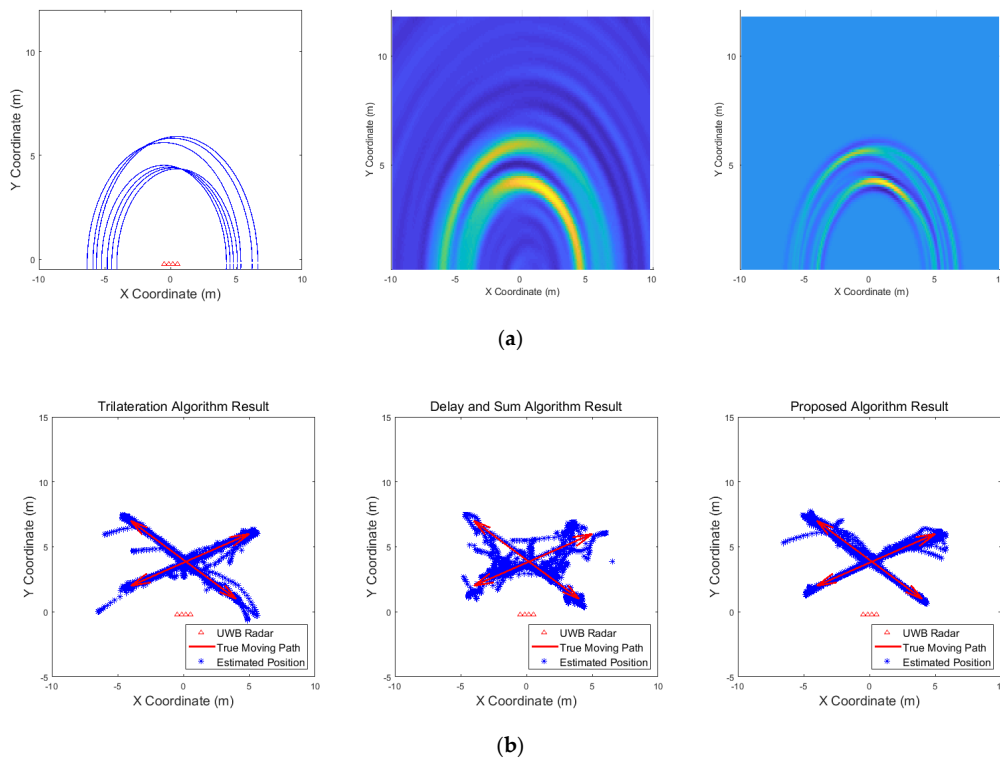 10
5
0
-10
-5
0
5
10
X Coordinate (m)
Y Coordinate (m)
10
5
-10
-5
0
5
10
X Coordinate (m)
Y Coordinate (m)
10
5
-10
-5
0
5
10
X Coordinate (m)
Y Coordinate (m)
(a)
Trilateration Algorithm Result
15
10
5
0
-5
-10
-5
0
5
10
X Coordinate (m)
Y Coordinate (m)
UWB Radar
True Moving Path
Estimated Position
Delay and Sum Algorithm Result
15
10
5
0
-5
-10
-5
0
5
10
X Coordinate (m)
Y Coordinate (m)
UWB Radar
True Moving Path
Estimated Position
Proposed Algorithm Result
15
10
5
0
-5
-10
-5
0
5
10
X Coordinate (m)
Y Coordinate (m)
UWB Radar
True Moving Path
Estimated Position
(b)